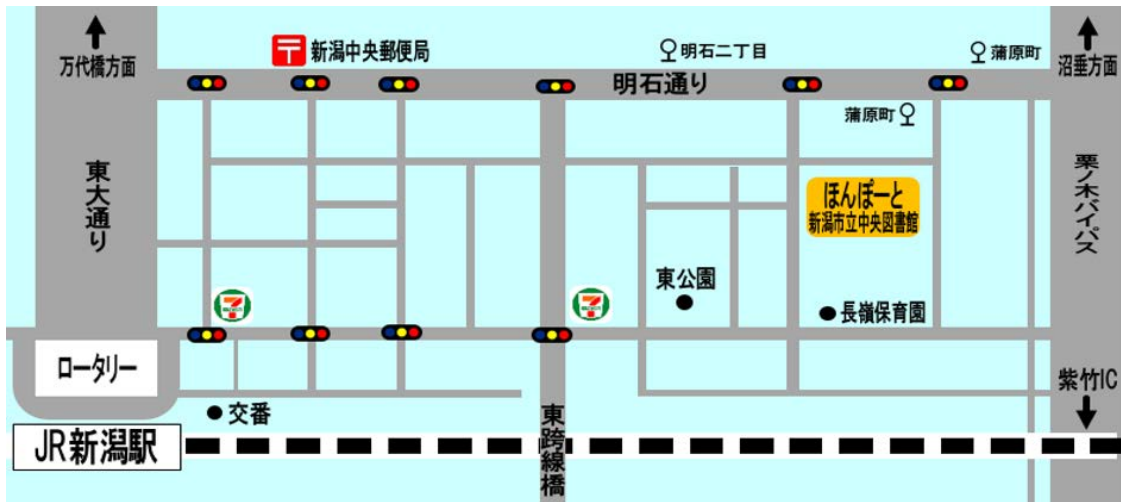 万代橋方面
新潟中央郵便局
明石二丁目
蒲原町
沼垂方面
明石通り
蒲原町
東大通り
栗ノ木バイパス
ほんぽーと
新潟市立中央図書館
東公園
長嶺保育園
ロータリー
紫竹IC
交番
東跨線橋
JR新潟駅